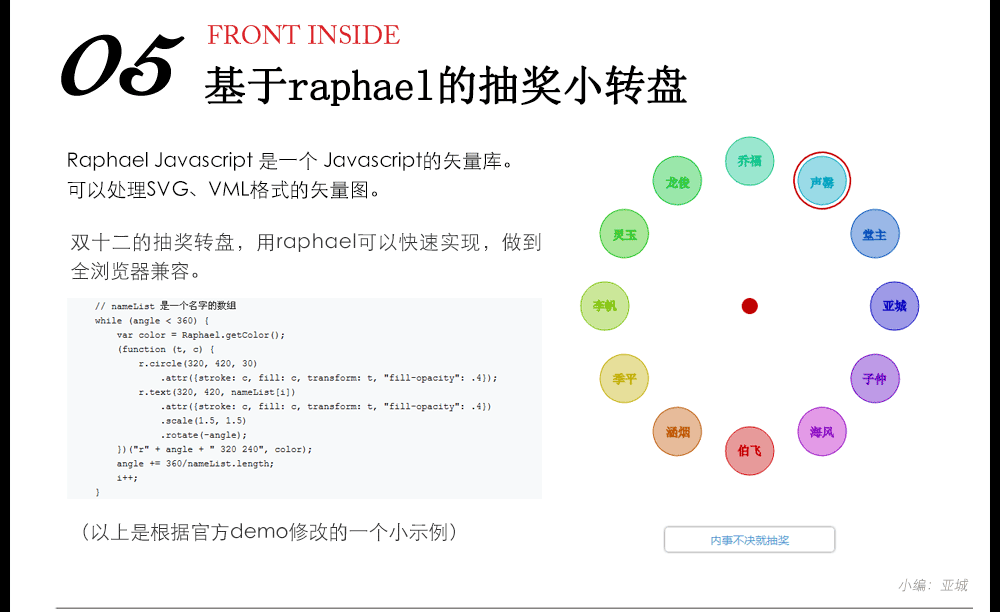 05
FRONT INSIDE
基于raphael的抽奖小转盘
Raphael Javascript 是一个 Javascript的矢量库。
可以处理SVG、VML格式的矢量图。
双十二的抽奖转盘，用raphael可以快速实现，做到
全浏览器兼容。
// nameList 是一个名字的数组
while (angle < 360) {
var color = Raphael.getColor();
(function (t, c) {
r.circle(320, 420, 30)
.attr({stroke: c, fill: c, transform: t, "fill-opacity": .4});
r.text(320, 420, nameList[i])
.attr({stroke: c, fill: c, transform: t, "fill-opacity": .4})
.scale(1.5, 1.5)
.rotate(-angle);
})("r" + angle + " 320 240", color);
angle += 360/nameList.length;
i++;
}
（以上是根据官方demo修改的一个小示例）
乔福
声罄
堂主
亚城
子仲
海风
伯飞
涵烟
季平
李帆
灵玉
龙俊
内事不决就抽奖
小编：亚城